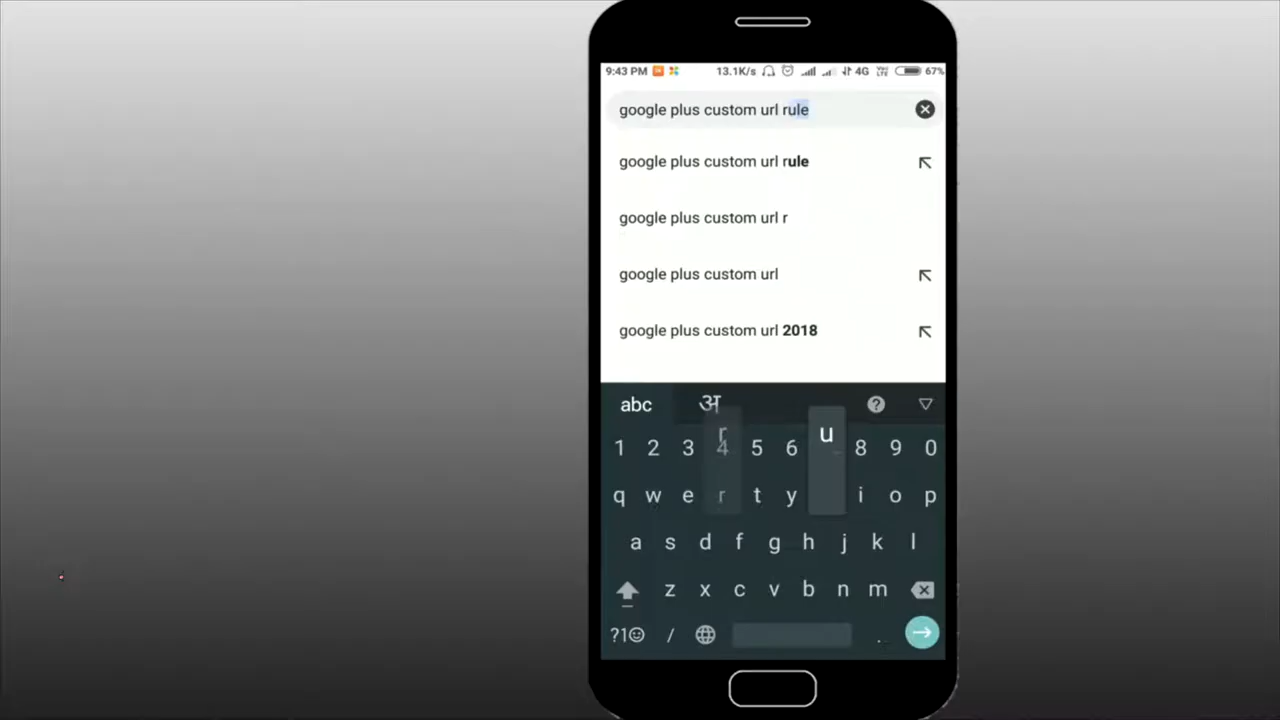 9:43 PM 13.1K/s 4G 67%
google plus custom url rule
google plus custom url rule
google plus custom url r
google plus custom url
google plus custom url 2018
abc अ
r u
1 2 3 4 5 6 8 9 0
q w e r t y i o p
a s d f g h j k l
z x c v b n m
?1☺ / .